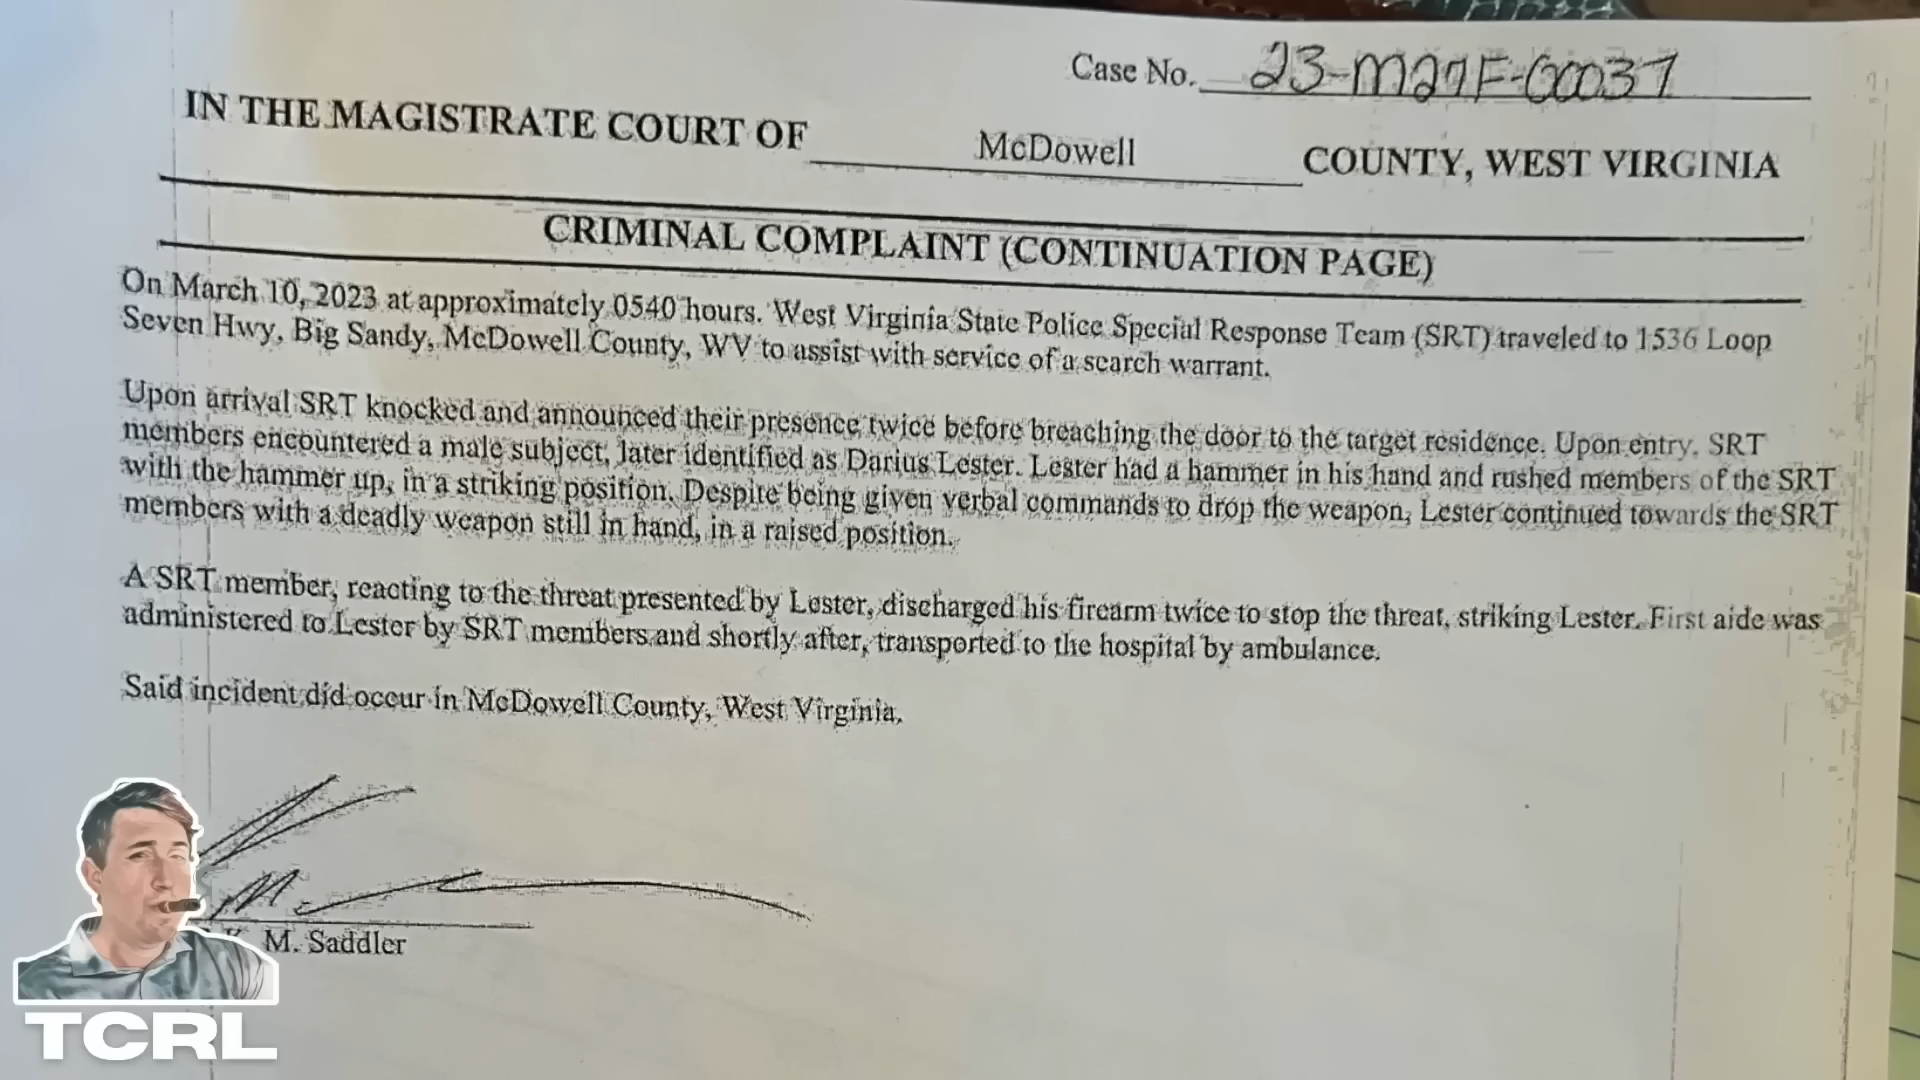 Case No. 23-M27F-00037
IN THE MAGISTRATE COURT OF McDowell COUNTY, WEST VIRGINIA
CRIMINAL COMPLAINT (CONTINUATION PAGE)
On March 10, 2023 at approximately 0540 hours. West Virginia State Police Special Response Team (SRT) traveled to 1536 Loop
Seven Hwy, Big Sandy, McDowell County, WV to assist with service of a search warrant.
Upon arrival SRT knocked and announced their presence twice before breaching the door to the target residence. Upon entry, SRT
members encountered a male subject, later identified as Darius Lester. Lester had a hammer in his hand and rushed members of the SRT
with the hammer up, in a striking position. Despite being given verbal commands to drop the weapon, Lester continued towards the SRT
members with a deadly weapon still in hand, in a raised position.
A SRT member, reacting to the threat presented by Lester, discharged his firearm twice to stop the threat, striking Lester. First aide was
administered to Lester by SRT members and shortly after, transported to the hospital by ambulance.
Said incident did occur in McDowell County, West Virginia.
M. Saddler
TCRL